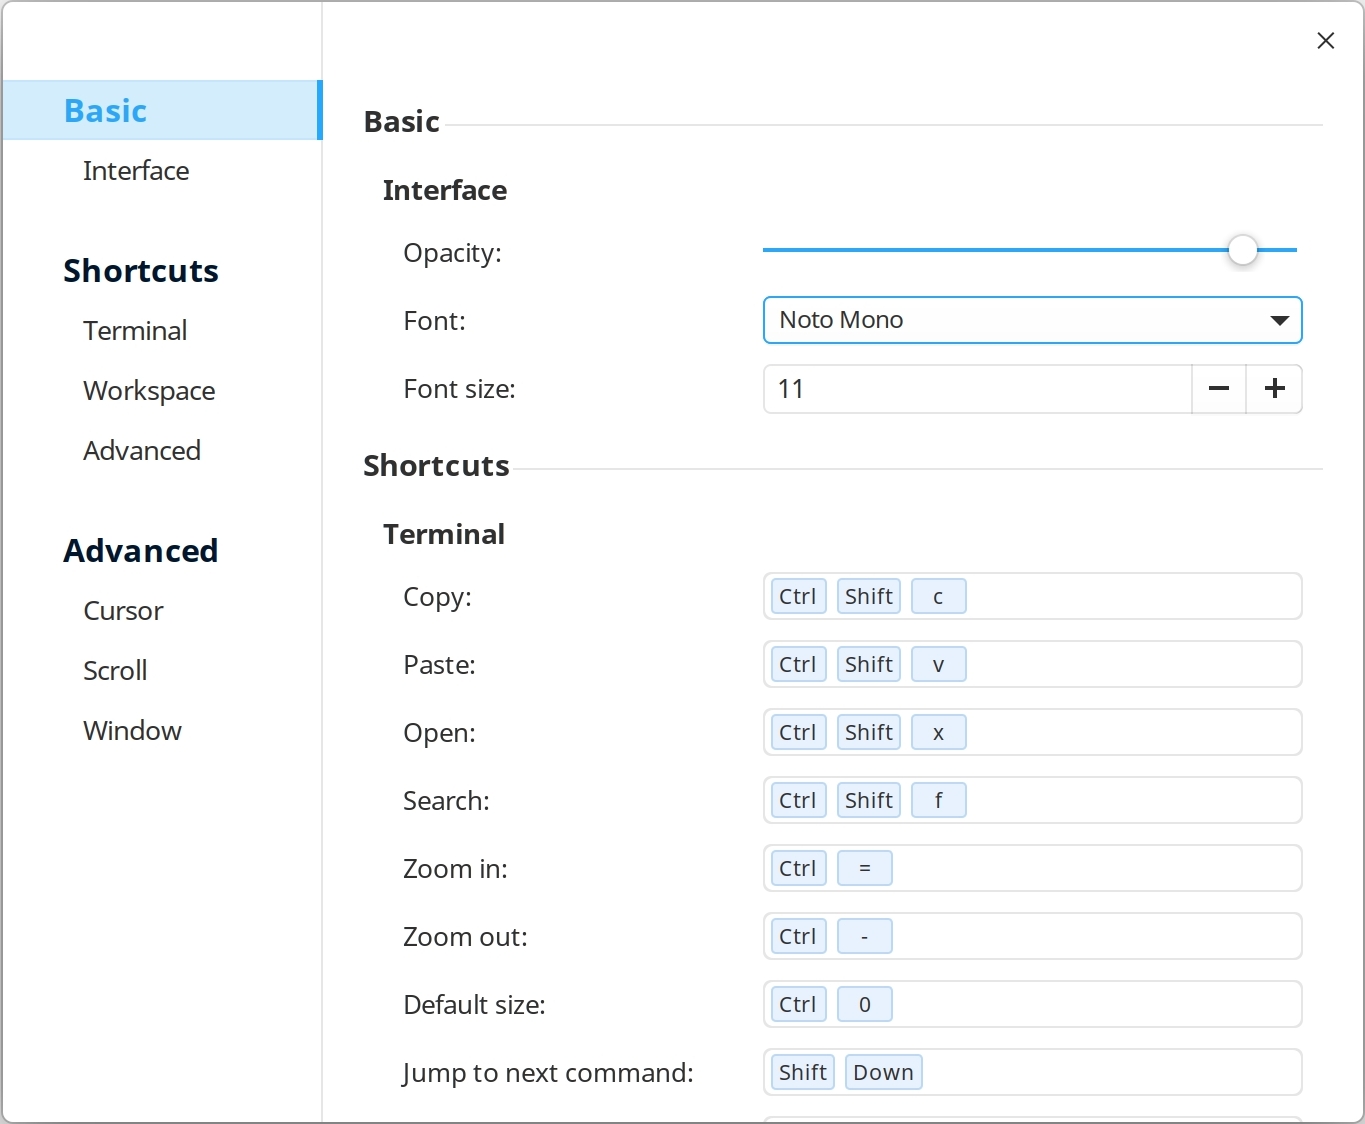 Basic
Interface
Shortcuts
Terminal
Workspace
Advanced
Advanced
Cursor
Scroll
Window
Basic
Interface
Opacity:
Font: Noto Mono
Font size: 11
Shortcuts
Terminal
Copy: Ctrl Shift c
Paste: Ctrl Shift v
Open: Ctrl Shift x
Search: Ctrl Shift f
Zoom in: Ctrl =
Zoom out: Ctrl -
Default size: Ctrl 0
Jump to next command: Shift Down